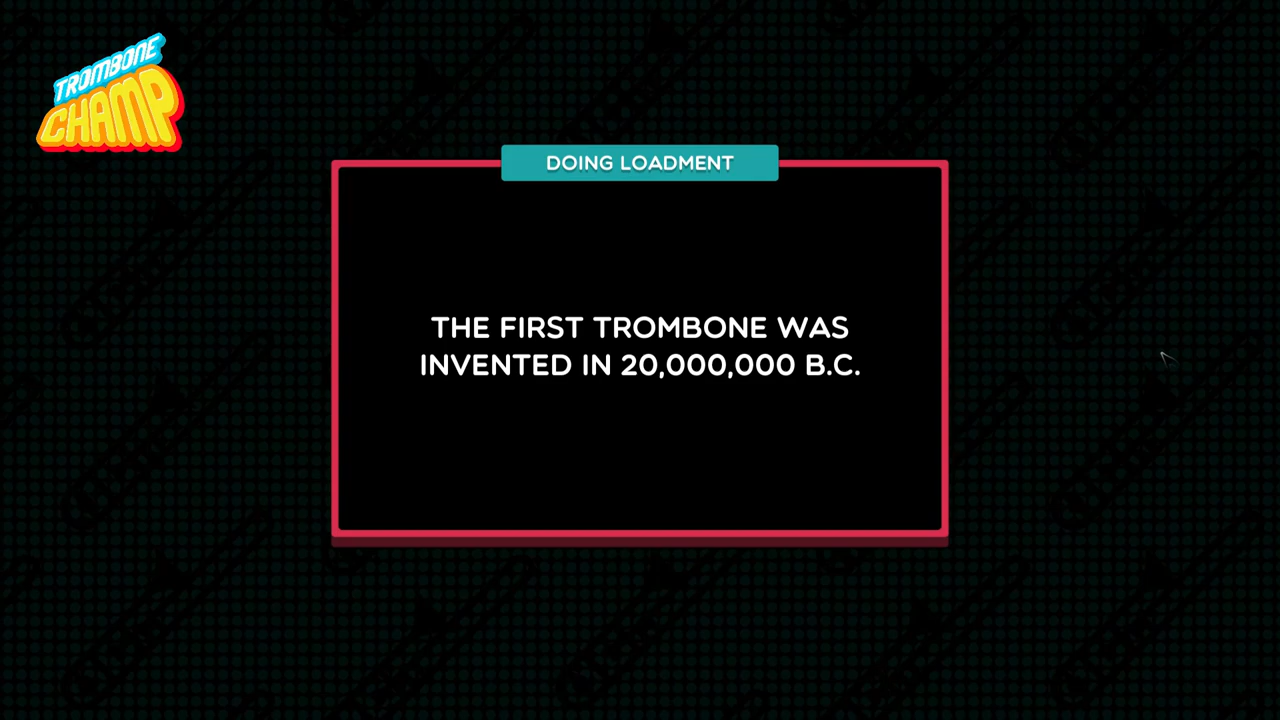 TROMBONE
CHAMP
DOING LOADMENT
THE FIRST TROMBONE WAS
INVENTED IN 20,000,000 B.C.